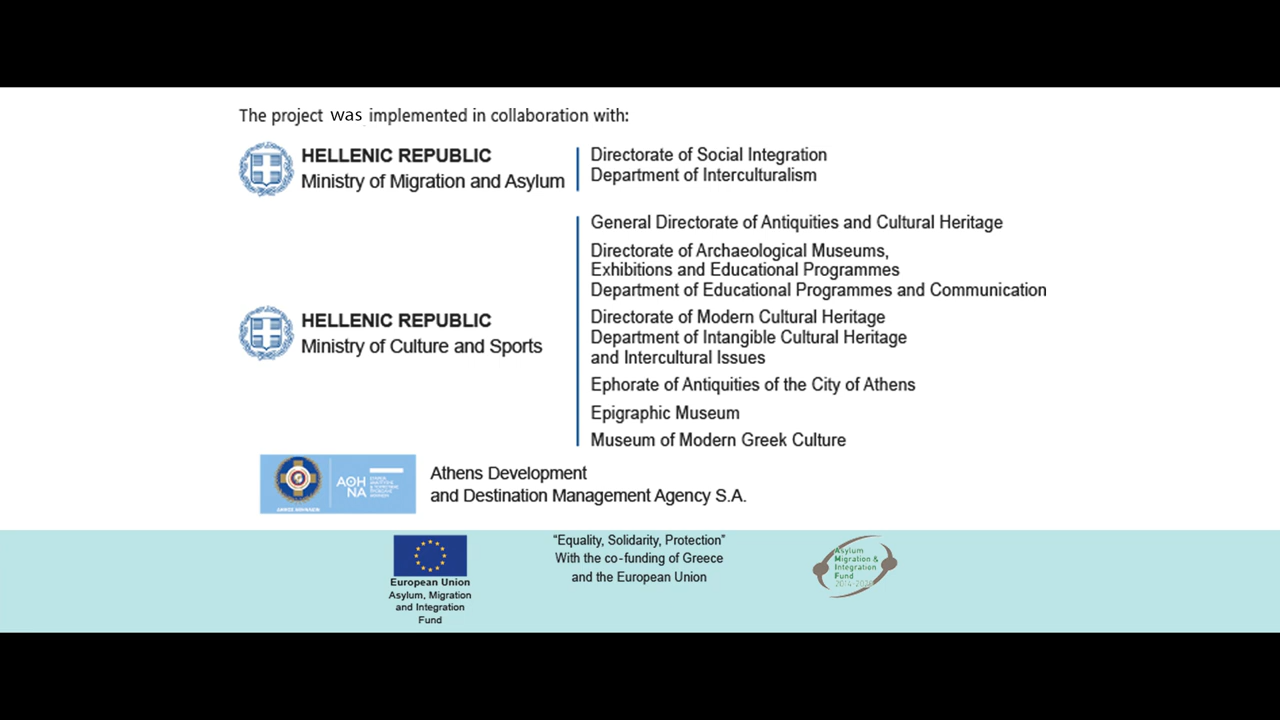 The project was implemented in collaboration with:
HELLENIC REPUBLIC
Ministry of Migration and Asylum
Directorate of Social Integration
Department of Interculturalism
HELLENIC REPUBLIC
Ministry of Culture and Sports
General Directorate of Antiquities and Cultural Heritage
Directorate of Archaeological Museums,
Exhibitions and Educational Programmes
Department of Educational Programmes and Communication
Directorate of Modern Cultural Heritage
Department of Intangible Cultural Heritage
and Intercultural Issues
Ephorate of Antiquities of the City of Athens
Epigraphic Museum
Museum of Modern Greek Culture
ΑΘΗ
ΝΑ
Athens Development
and Destination Management Agency S.A.
European Union
Asylum, Migration
and Integration
Fund
“Equality, Solidarity, Protection”
With the co-funding of Greece
and the European Union
Asylum
Migration &
Integration
Fund